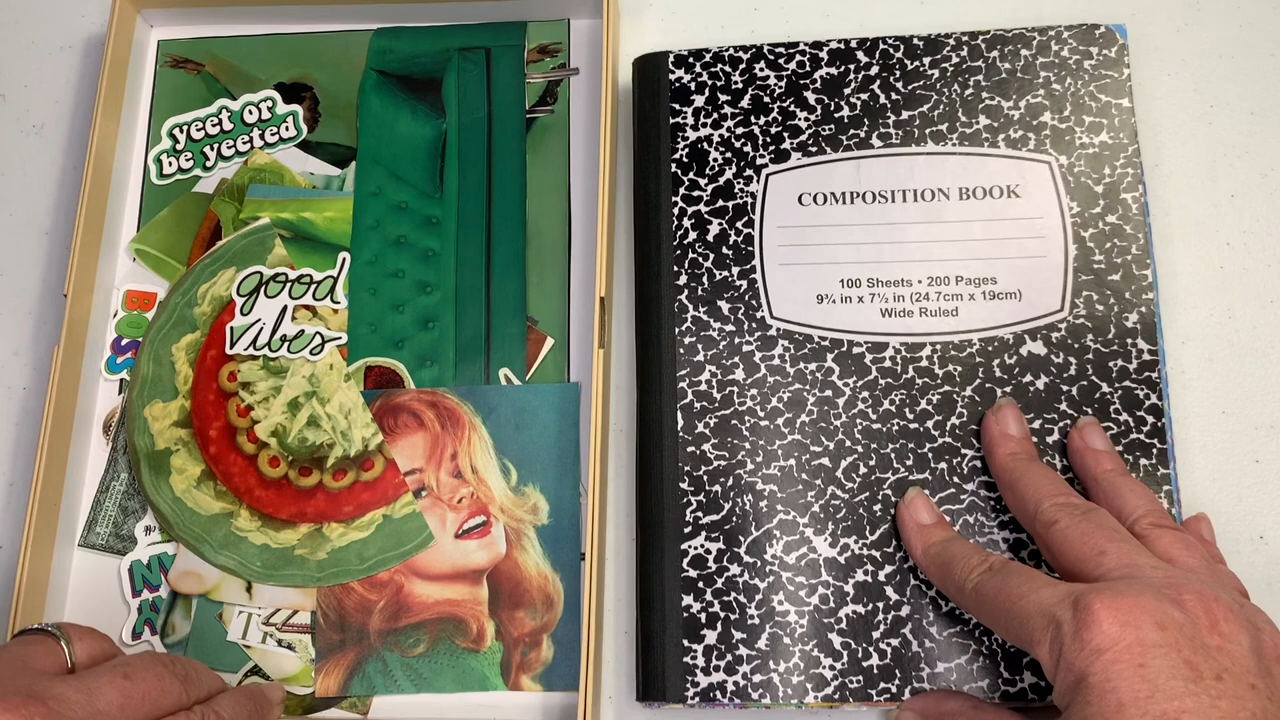 yeet or
be yeeted
good
vibes
BOSS
COMPOSITION BOOK
100 Sheets • 200 Pages
9¾ in x 7½ in (24.7cm x 19cm)
Wide Ruled